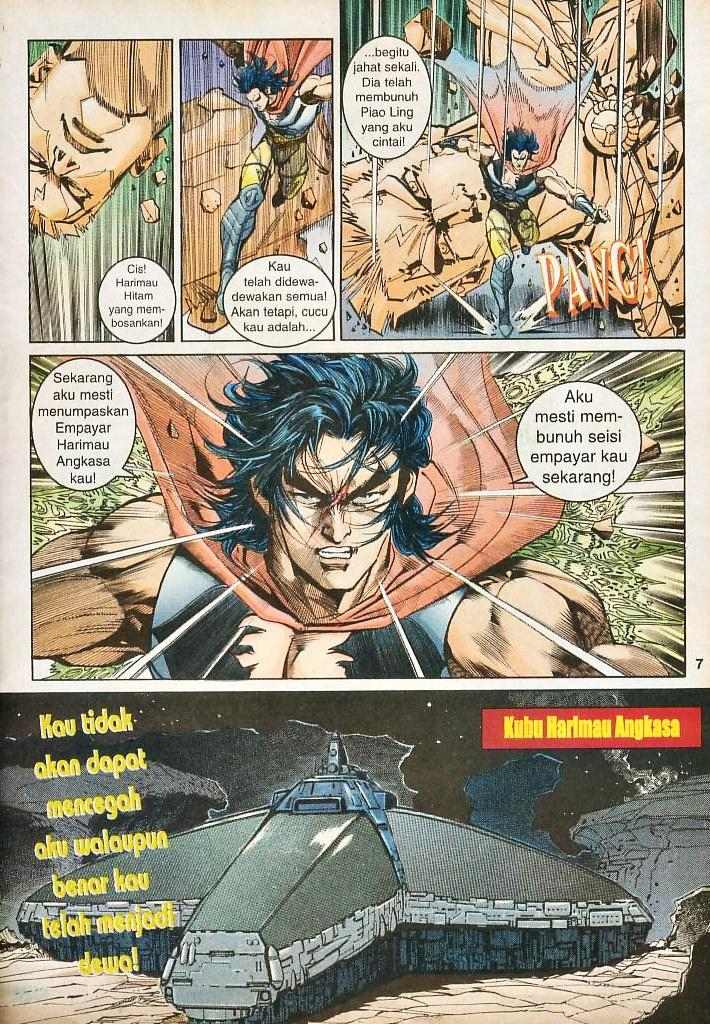 Cis!
Harimau
Hitam
yang mem-
bosankan!
Kau
telah didewa-
dewakan semua!
Akan tetapi, cucu
kau adalah...
...begitu
jahat sekali.
Dia telah
membunuh
Piao Ling
yang aku
cintai!
PANG!
Sekarang
aku mesti
menumpaskan
Empayar
Harimau
Angkasa
kau!
Aku
mesti mem-
bunuh seisi
empayar kau
sekarang!
7
Kau tidak
akan dapat
mencegah
aku walaupun
benar kau
telah menjadi
dewa!
Kubu Harimau Angkasa